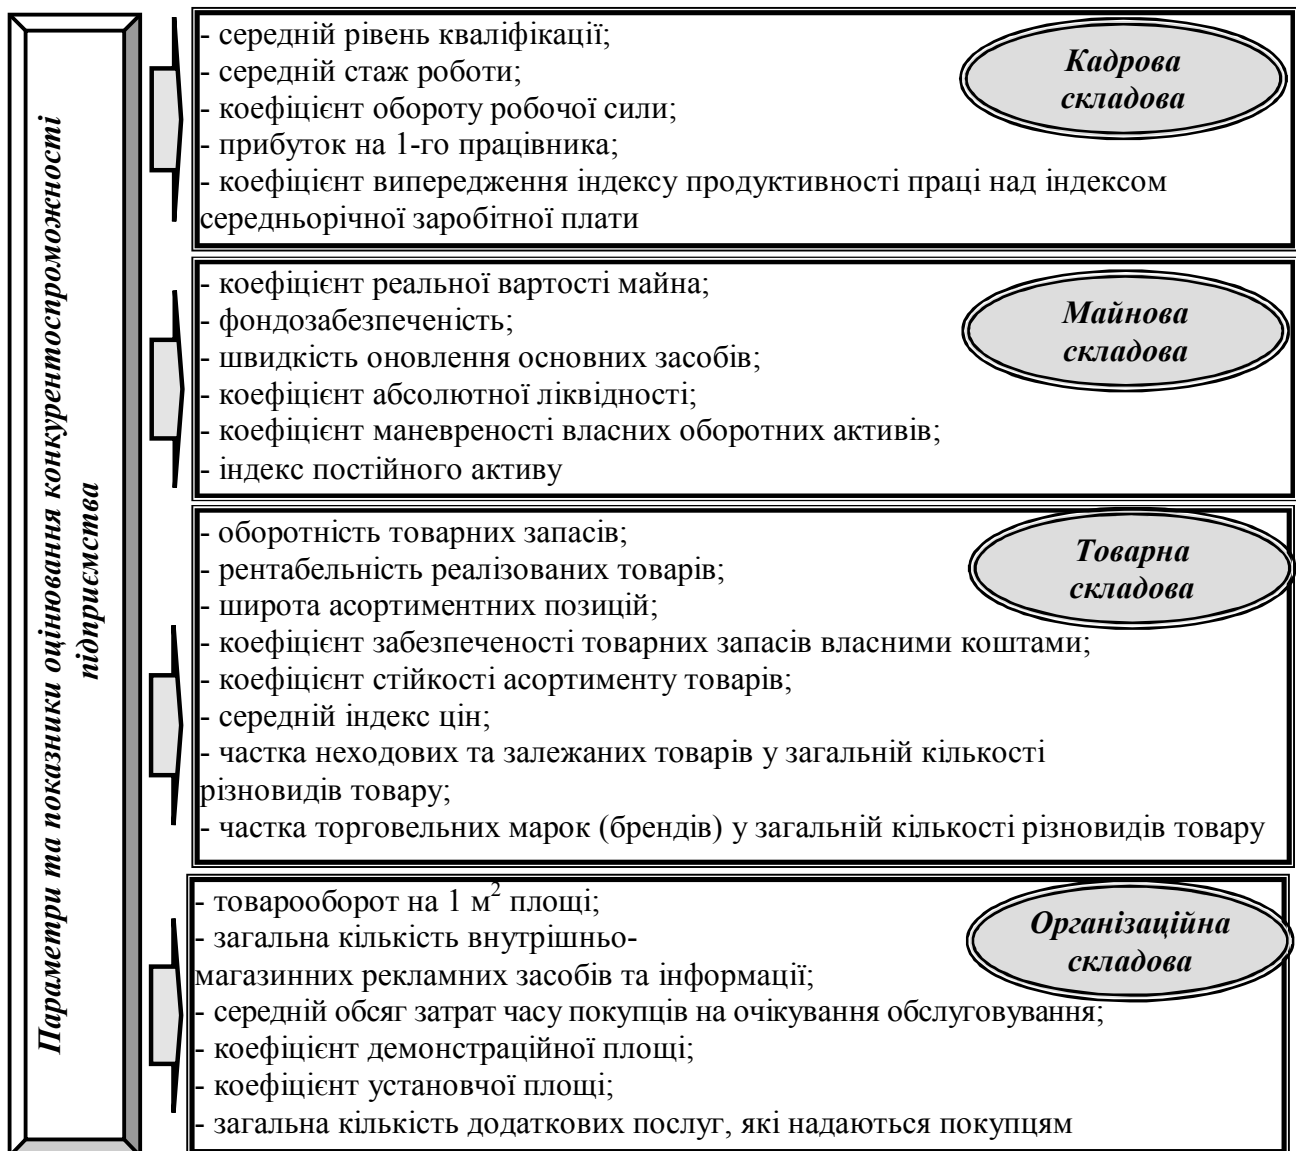 Параметри та показники оцінювання конкурентоспроможності
підприємства
- середній рівень кваліфікації;
- середній стаж роботи;
- коефіцієнт обороту робочої сили;
- прибуток на 1-го працівника;
- коефіцієнт випередження індексу продуктивності праці над індексом
середньорічної заробітної плати
Кадрова
складова
- коефіцієнт реальної вартості майна;
- фондозабезпеченість;
- швидкість оновлення основних засобів;
- коефіцієнт абсолютної ліквідності;
- коефіцієнт маневреності власних оборотних активів;
- індекс постійного активу
Майнова
складова
- оборотність товарних запасів;
- рентабельність реалізованих товарів;
- широта асортиментних позицій;
- коефіцієнт забезпеченості товарних запасів власними коштами;
- коефіцієнт стійкості асортименту товарів;
- середній індекс цін;
- частка неходових та залежаних товарів у загальній кількості
різновидів товару;
- частка торговельних марок (брендів) у загальній кількості різновидів товару
Товарна
складова
- товарооборот на 1 м² площі;
- загальна кількість внутрішньо-
магазинних рекламних засобів та інформації;
- середній обсяг затрат часу покупців на очікування обслуговування;
- коефіцієнт демонстраційної площі;
- коефіцієнт установчої площі;
- загальна кількість додаткових послуг, які надаються покупцям
Організаційна
складова